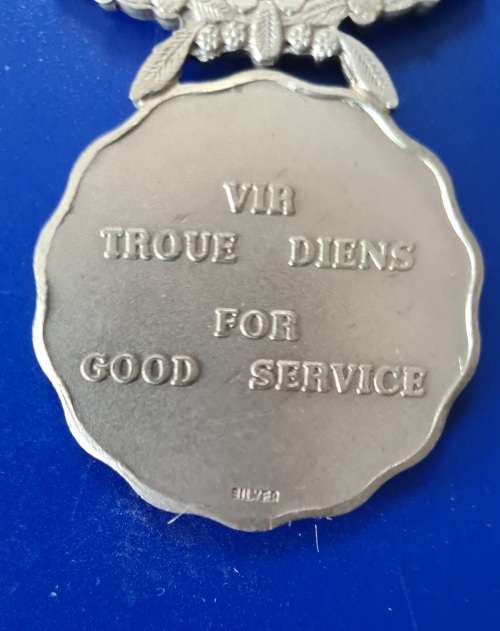 VIR
TROUE DIENS
FOR
GOOD SERVICE
SILVER